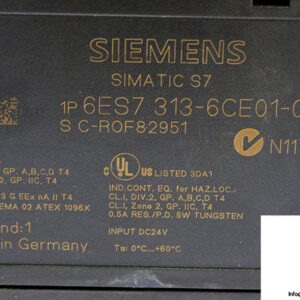 SIEMENS
SIMATIC S7
1P 6ES7 313-6CE01-0
S C-R0F82951
N11
c UL US LISTED 3DA1
, GP. A,B,C,D T4
2, GP. IIC, T4
IND.CONT. EQ. for HAZ.LOC.:
CL.I, DIV.2, GP. A,B,C,D T4
CL.I, Zone 2, GP. IIC, T4
0.5A RES./P.D. 5W TUNGSTEN
3 G EEx nA II T4
EMA 02 ATEX 1096X
nd:1
in Germany
INPUT DC24V
Ta: 0°C...+60°C